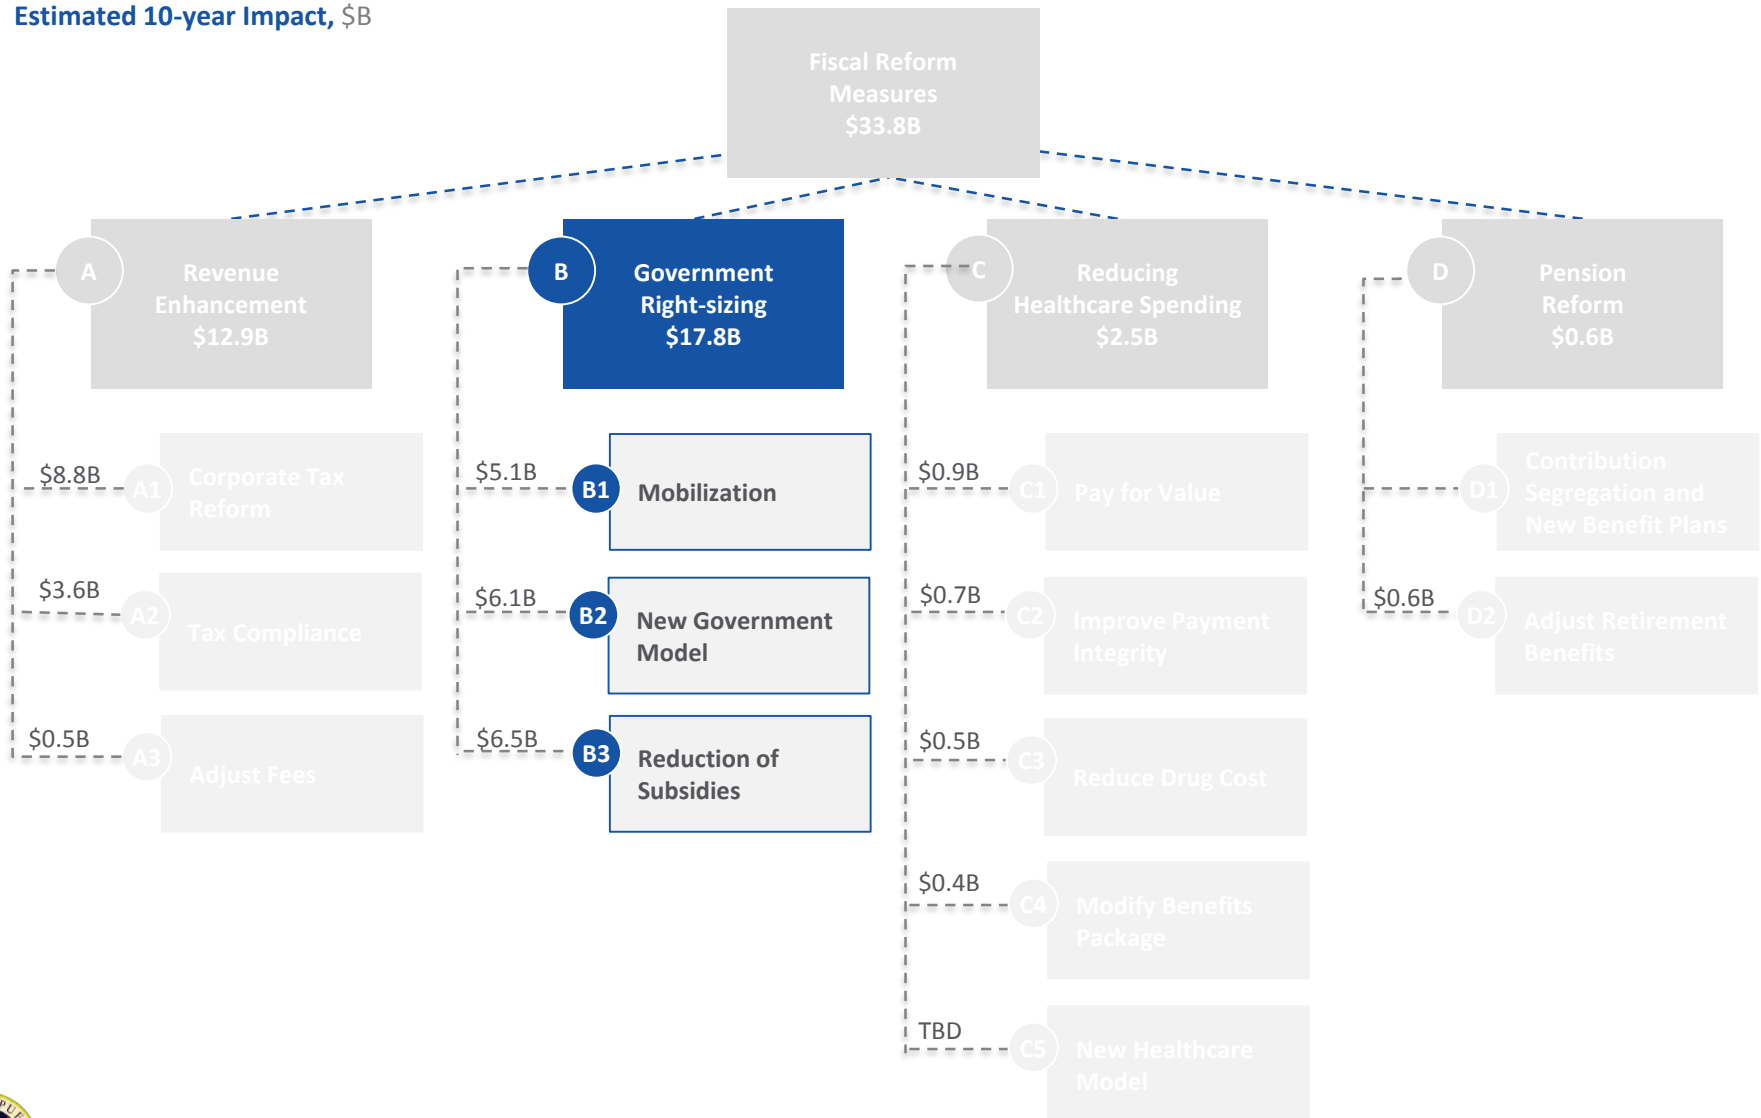 Estimated 10-year Impact, $B
Fiscal Reform
Measures
$33.8B
A
Revenue
Enhancement
$12.9B
$8.8B
A1
Corporate Tax
Reform
$3.6B
A2
Tax Compliance
$0.5B
A3
Adjust Fees
B
Government
Right-sizing
$17.8B
$5.1B
B1
Mobilization
$6.1B
B2
New Government
Model
$6.5B
B3
Reduction of
Subsidies
C
Reducing
Healthcare Spending
$2.5B
$0.9B
C1
Pay for Value
$0.7B
C2
Improve Payment
Integrity
$0.5B
C3
Reduce Drug Cost
$0.4B
C4
Modify Benefits
Package
TBD
C5
New Healthcare
Model
D
Pension
Reform
$0.6B
D1
Contribution
Segregation and
New Benefit Plans
$0.6B
D2
Adjust Retirement
Benefits